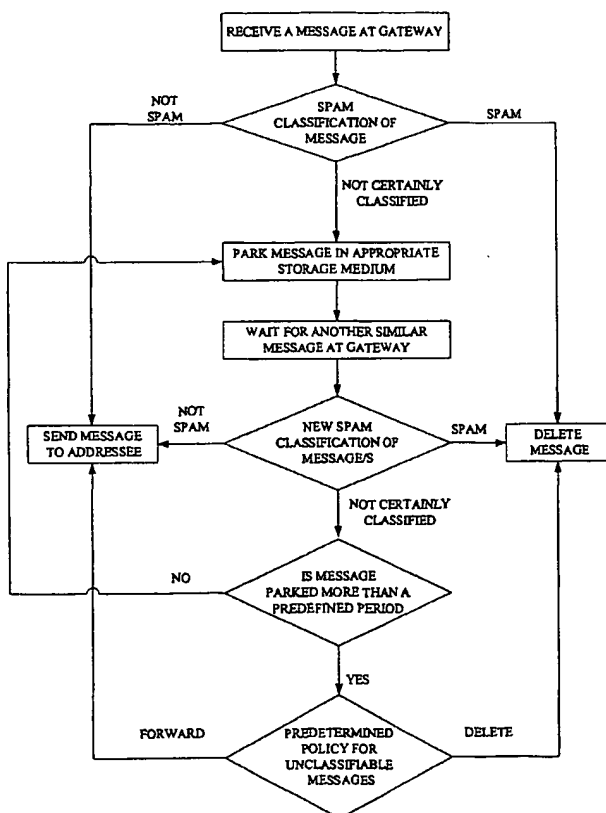 RECEIVE A MESSAGE AT GATEWAY
NOT
SPAM
SPAM
CLASSIFICATION OF
MESSAGE
SPAM
NOT CERTAINLY
CLASSIFIED
PARK MESSAGE IN APPROPRIATE
STORAGE MEDIUM
WAIT FOR ANOTHER SIMILAR
MESSAGE AT GATEWAY
SEND MESSAGE
TO ADDRESSEE
NOT
SPAM
NEW SPAM
CLASSIFICATION OF
MESSAGE/S
SPAM
DELETE
MESSAGE
NOT CERTAINLY
CLASSIFIED
NO
IS MESSAGE
PARKED MORE THAN A
PREDEFINED PERIOD
YES
FORWARD
PREDETERMINED
POLICY FOR
UNCLASSIFIABLE
MESSAGES
DELETE